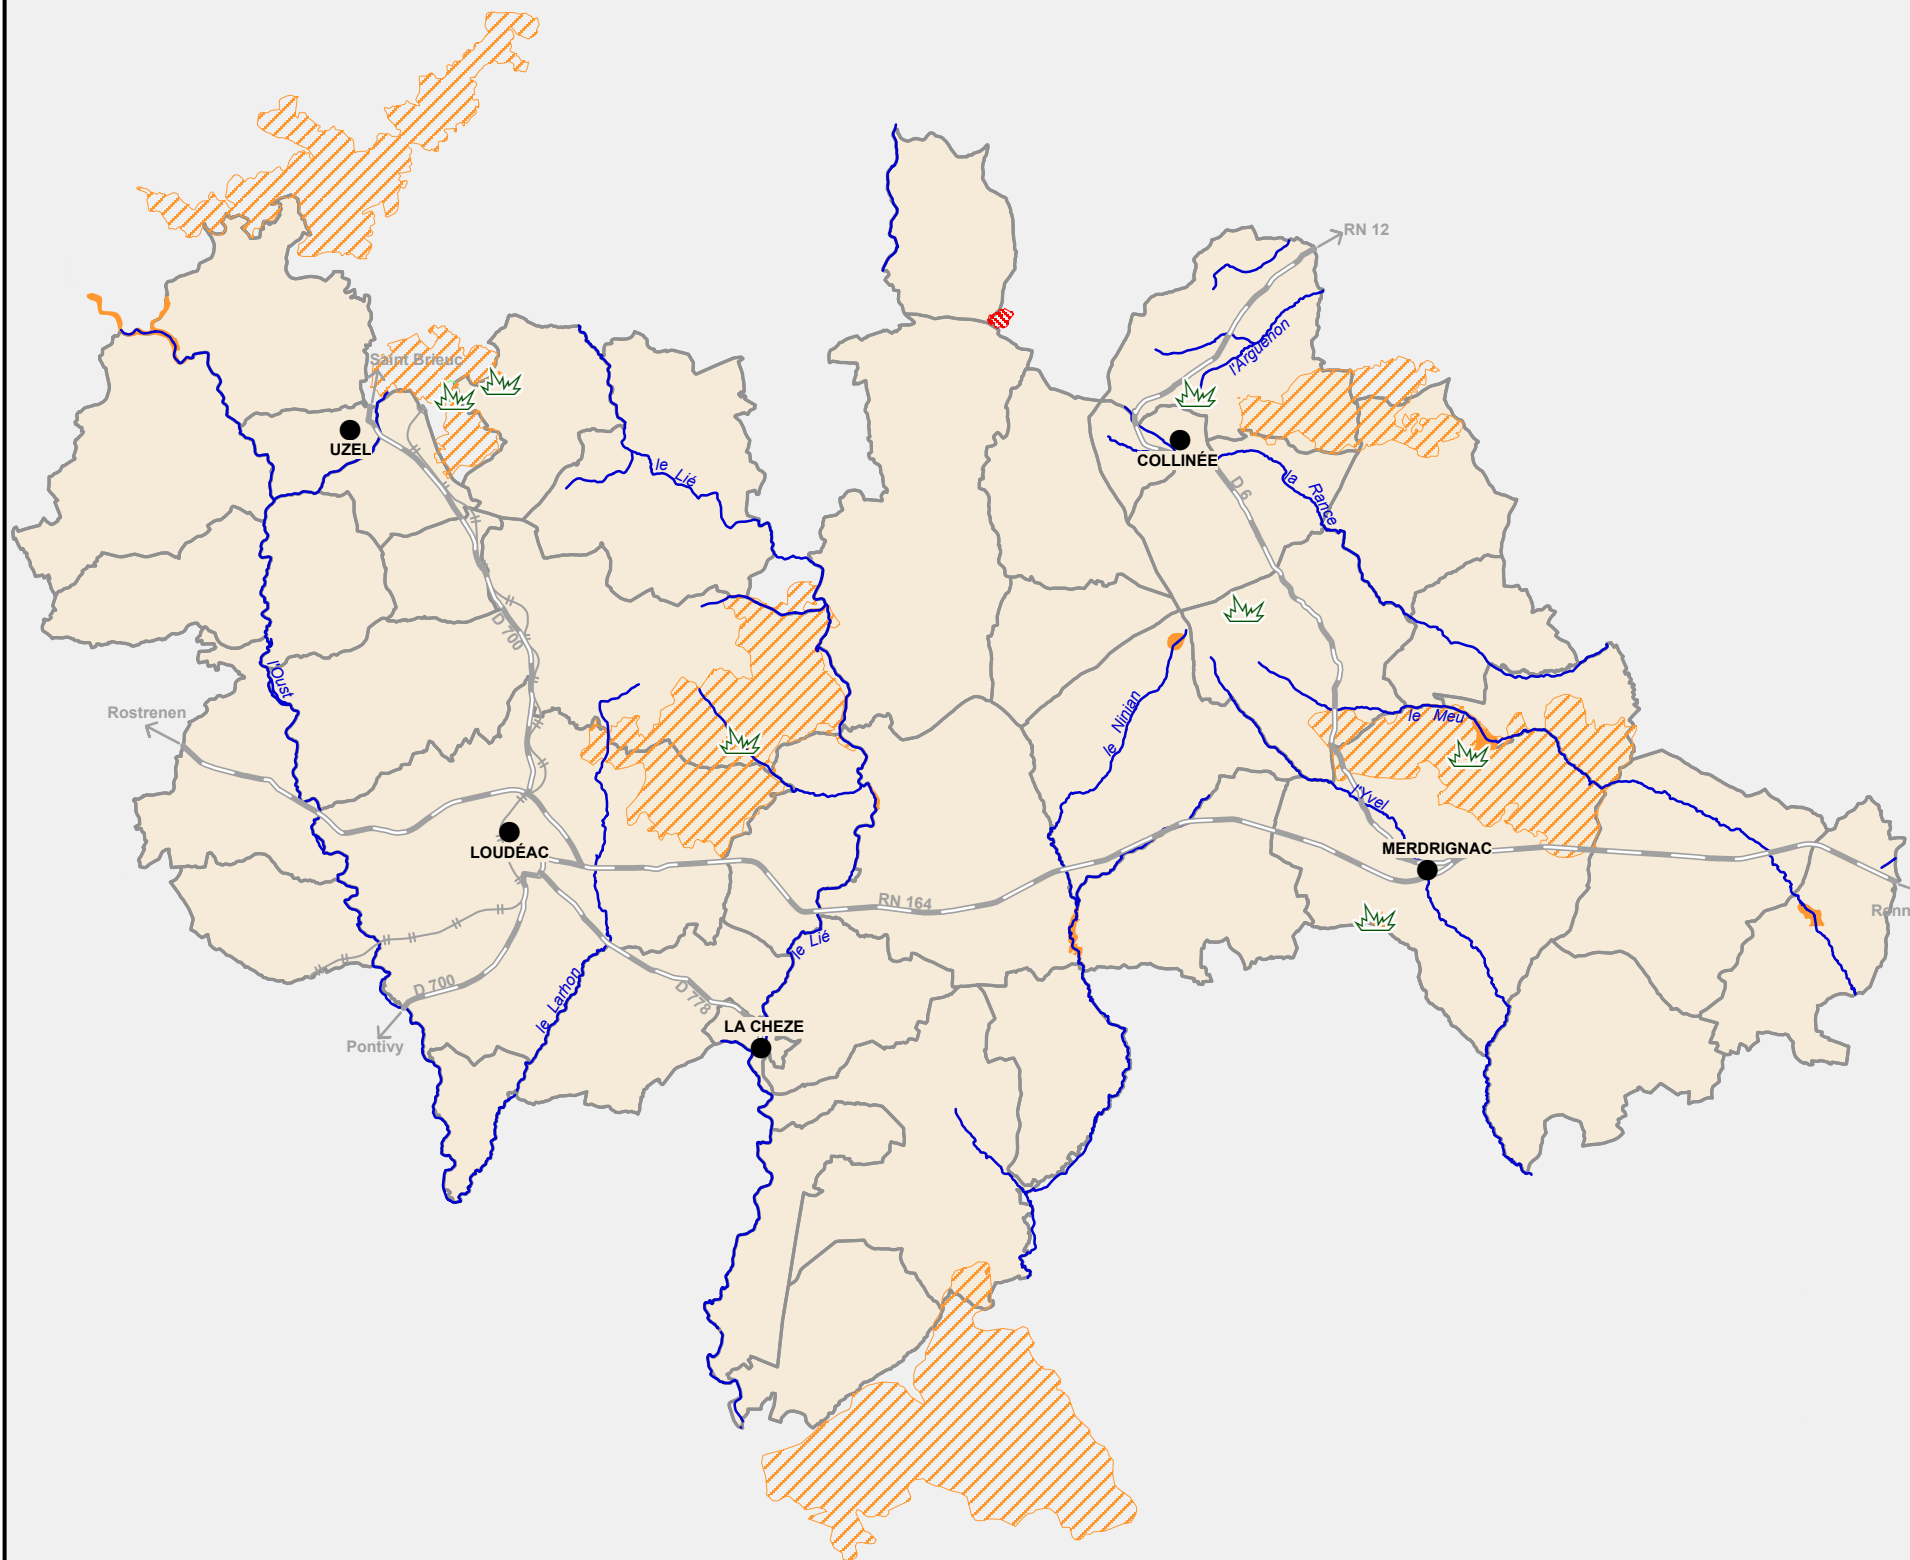 RN 12
l'Arguenon
Saint Brieuc
UZEL
COLLINÉE
le Lié
D 6
la Rance
D 700
l'Oust
Rostrenen
le Ninian
le Meu
l'Yvel
LOUDÉAC
MERDRIGNAC
RN 164
Renn
le Lié
D 700
le Larhon
D 778
LA CHEZE
Pontivy